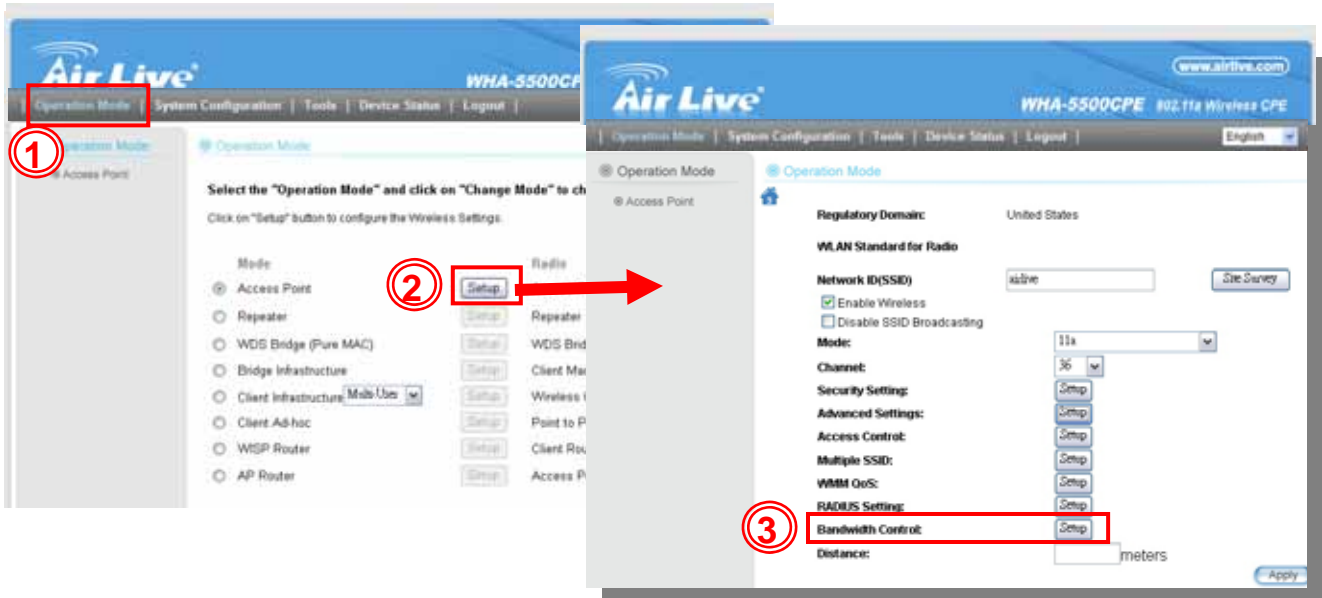 Air Live
WHA-5500CP
Operation Mode | System Configuration | Tools | Device Status | Logout |
1
Operation Mode
Access Point
Operation Mode
Select the "Operation Mode" and click on "Change Mode" to ch
Click on "Setup" button to configure the Wireless Settings.
Mode Radio
2
Access Point Setup
Repeater Setup Repeater
WDS Bridge (Pure MAC) Setup WDS Brid
Bridge Infrastructure Setup Client Mac
Client Infrastructure Multi-User Setup Wireless
Client Ad-hoc Setup Point to P
WISP Router Setup Client Rou
AP Router Setup Access P
www.airlive.com
Air Live
WHA-5500CPE 802.11a Wireless CPE
| Operation Mode | System Configuration | Tools | Device Status | Logout | English
Operation Mode
Access Point
Operation Mode
Regulatory Domain: United States
WLAN Standard for Radio
Network ID(SSID) airlive Site Survey
Enable Wireless
Disable SSID Broadcasting
Mode: 11a
Channel: 36
Security Setting: Setup
Advanced Settings: Setup
Access Control: Setup
Multiple SSID: Setup
WMM QoS: Setup
RADIUS Setting: Setup
3
Bandwidth Control: Setup
Distance: meters
Apply